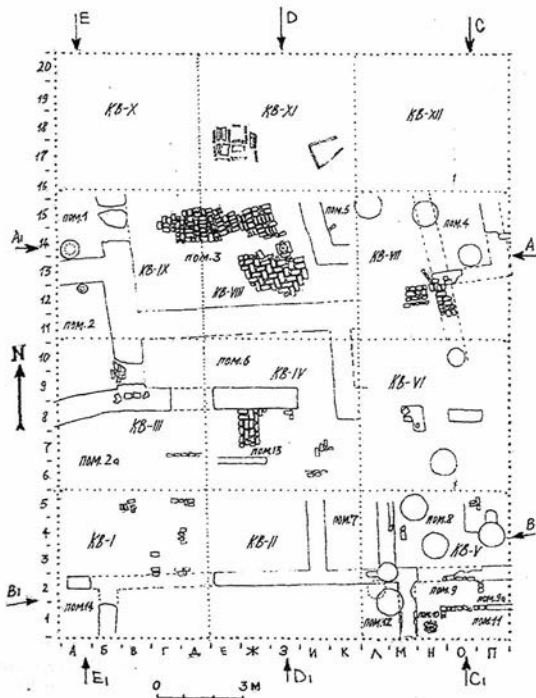 E D C
20
19 КВ-X КВ-XI КВ-XII
18
17
16
15 пом.1 пом.5 пом.4
14 A₁ пом.3 КВ-VII A
13 КВ-IX
12 КВ-VIII
11 пом.2
10 пом.6 КВ-IV КВ-VI
N
9
8 КВ-III
7 пом.2а пом.13
6
5 пом.7 пом.8
4 КВ-I КВ-II КВ-V B
3
2 B₁ пом.9 пом.9а
1 пом.14 пом.12 пом.11
А Б В Г Д Е Ж З И К Л М Н О П
E₁ D₁ C₁
0 3 М